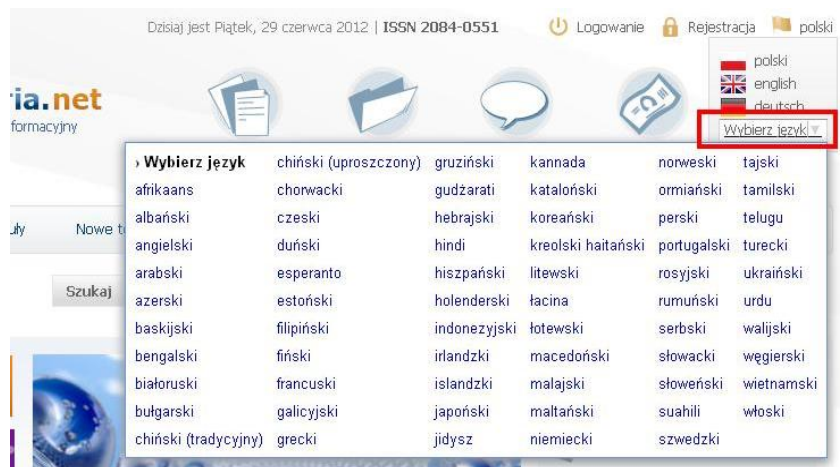 Dzisiaj jest Piątek, 29 czerwca 2012 | ISSN 2084-0551 Logowanie Rejestracja polski
polski
english
deutsch
Wybierz język
ia.net
formacyjny
› Wybierz język chiński (uproszczony) gruziński kannada norweski tajski
afrikaans chorwacki gudżarati kataloński ormiański tamilski
albański czeski hebrajski koreański perski telugu
uły Nowe t
angielski duński hindi kreolski haitański portugalski turecki
arabski esperanto hiszpański litewski rosyjski ukraiński
Szukaj
azerski estoński holenderski łacina rumuński urdu
baskijski filipiński indonezyjski łotewski serbski walijski
bengalski fiński irlandzki macedoński słowacki węgierski
białoruski francuski islandzki malajski słoweński wietnamski
bułgarski galicyjski japoński maltański suahili włoski
chiński (tradycyjny) grecki jidysz niemiecki szwedzki